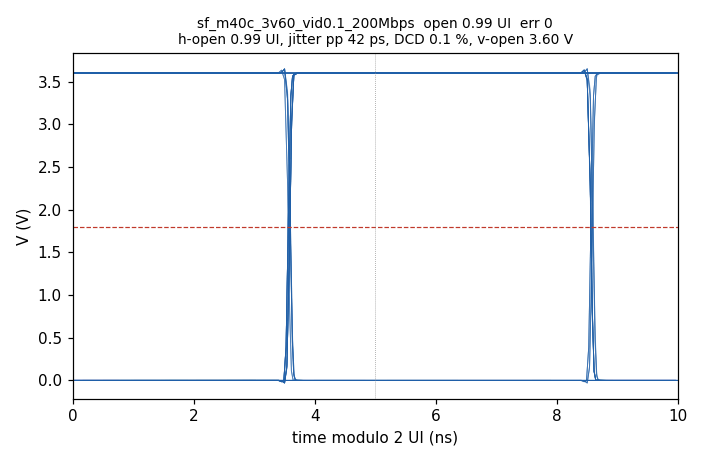 sf_m40c_3v60_vid0.1_200Mbps  open 0.99 UI  err 0
h-open 0.99 UI, jitter pp 42 ps, DCD 0.1 %, v-open 3.60 V
3.5
3.0
2.5
2.0
1.5
1.0
0.5
0.0
V (V)
0 2 4 6 8 10
time modulo 2 UI (ns)